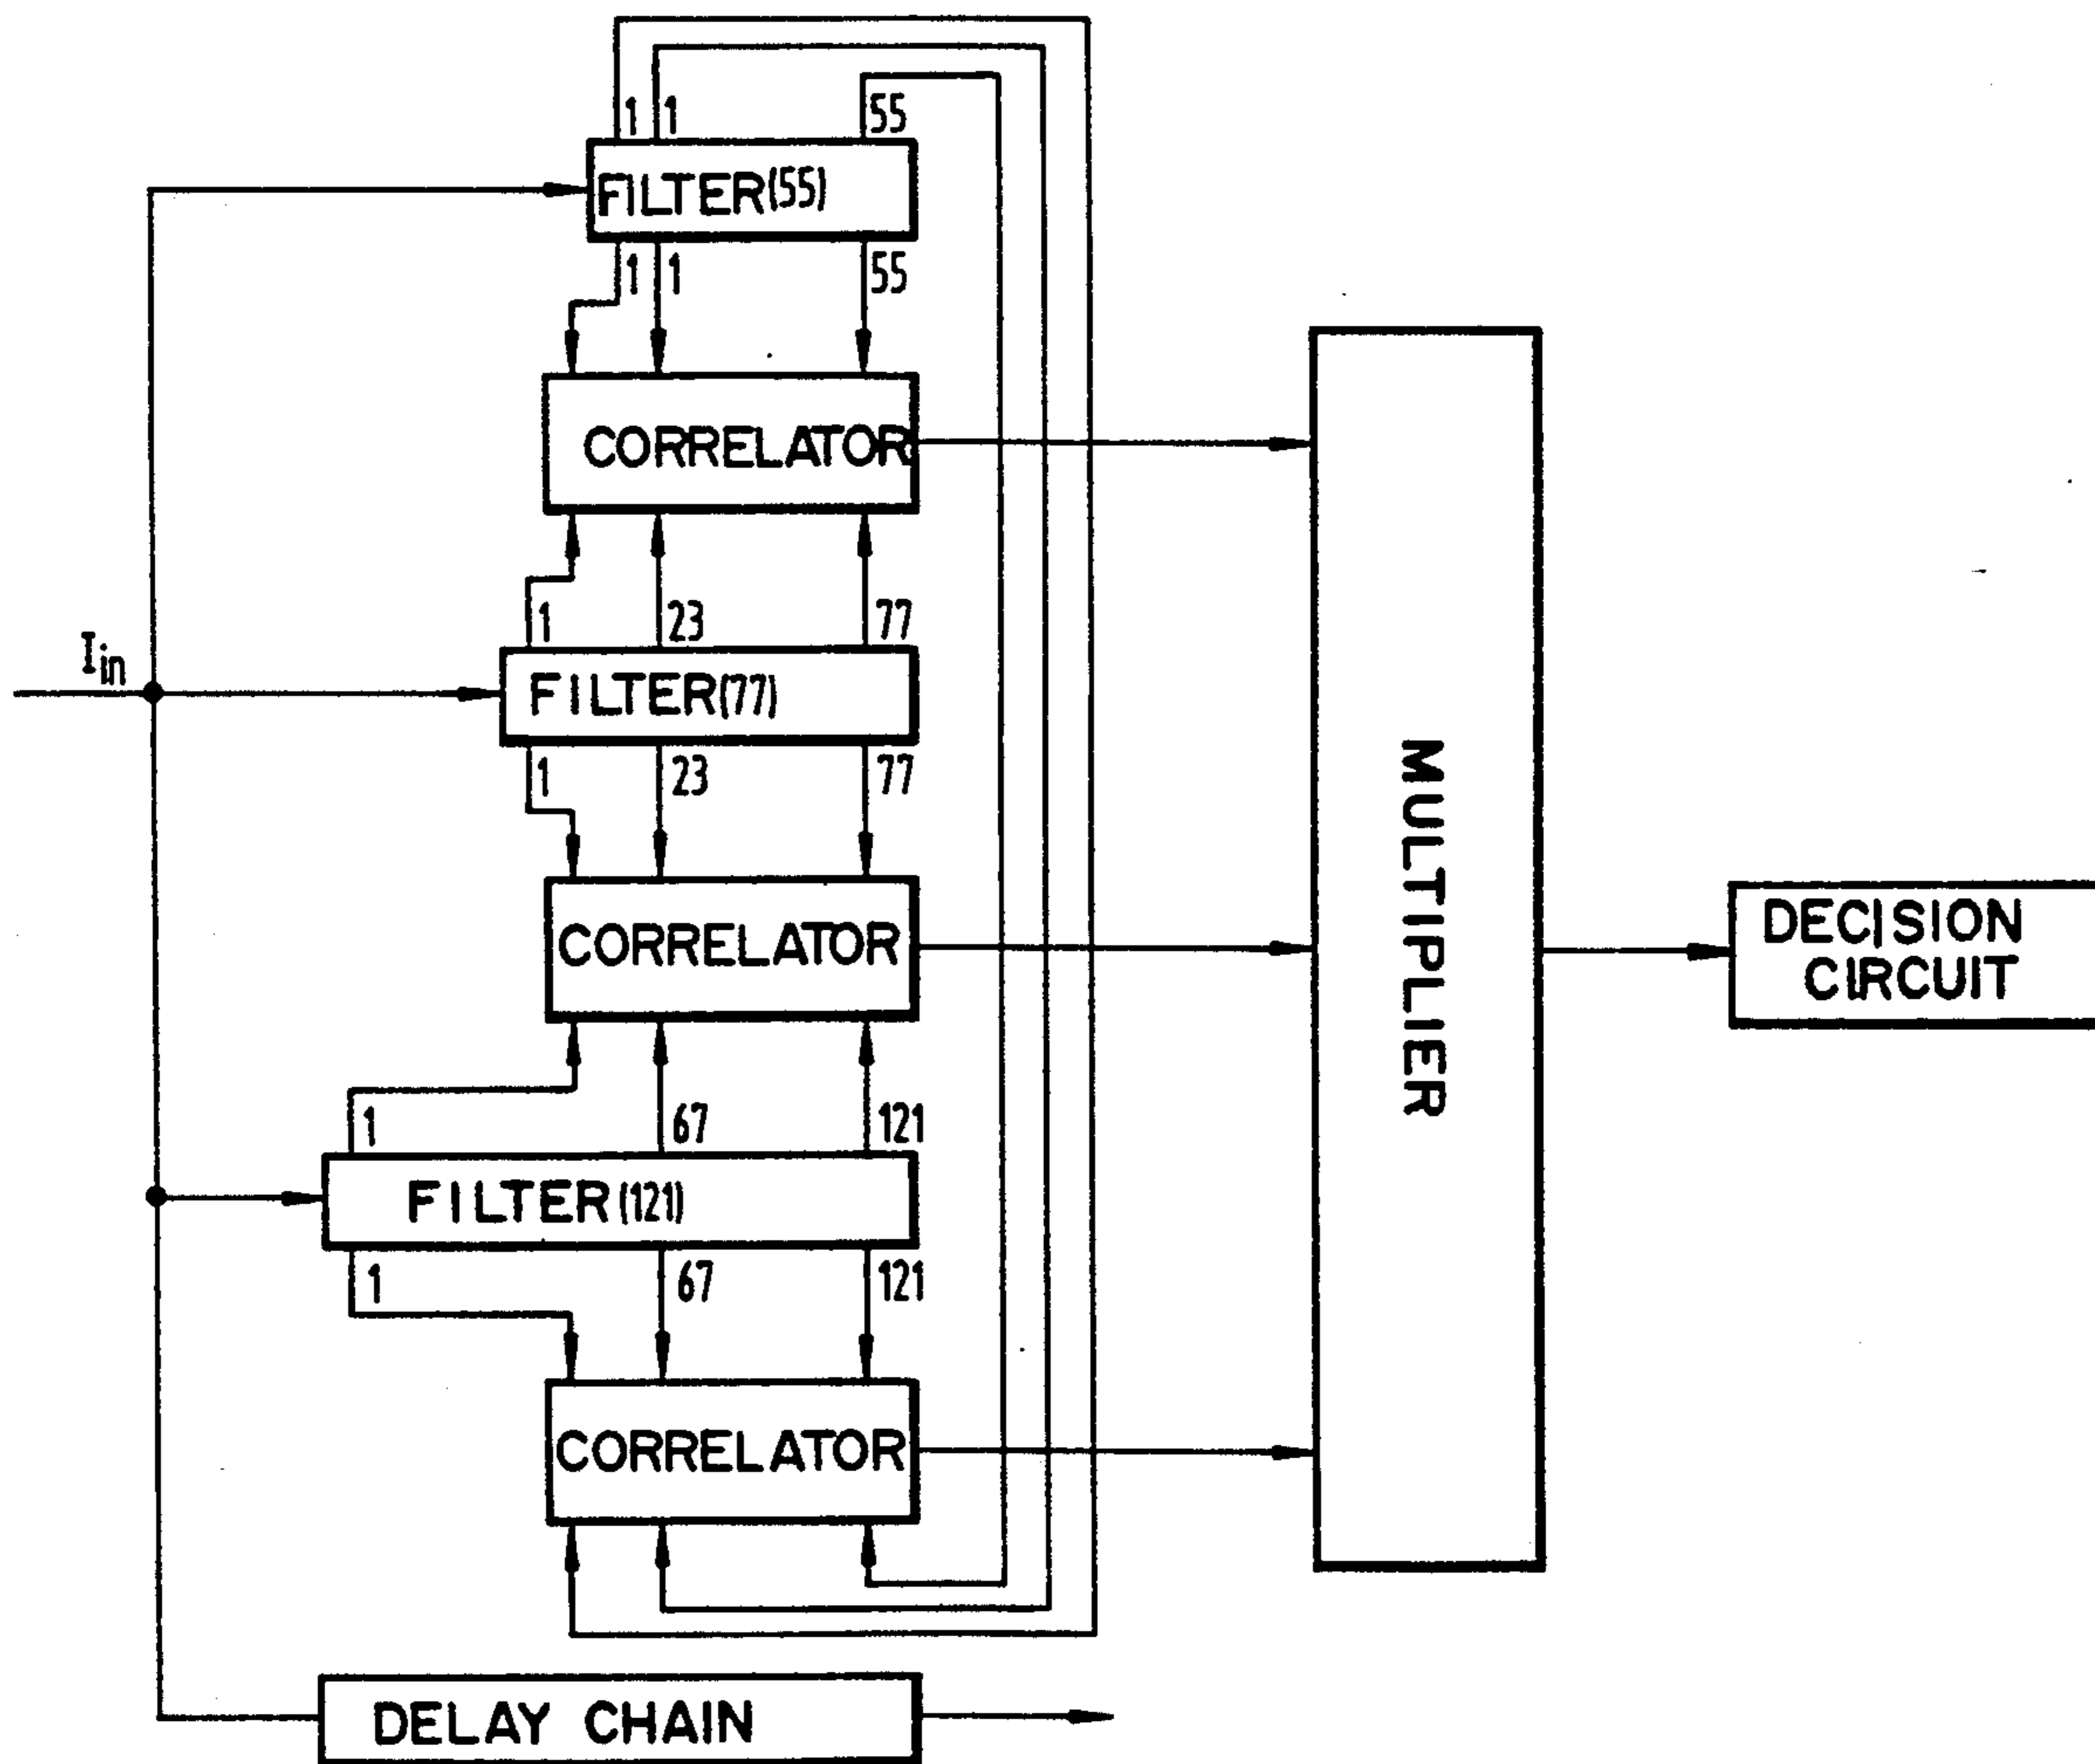 1 1 55
FILTER(55)
1 1 55
CORRELATOR
1 23 77
Iin
FILTER(77)
1 23 77
MULTIPLIER
CORRELATOR
DECISION
CIRCUIT
1 67 121
FILTER(121)
1 67 121
CORRELATOR
DELAY CHAIN